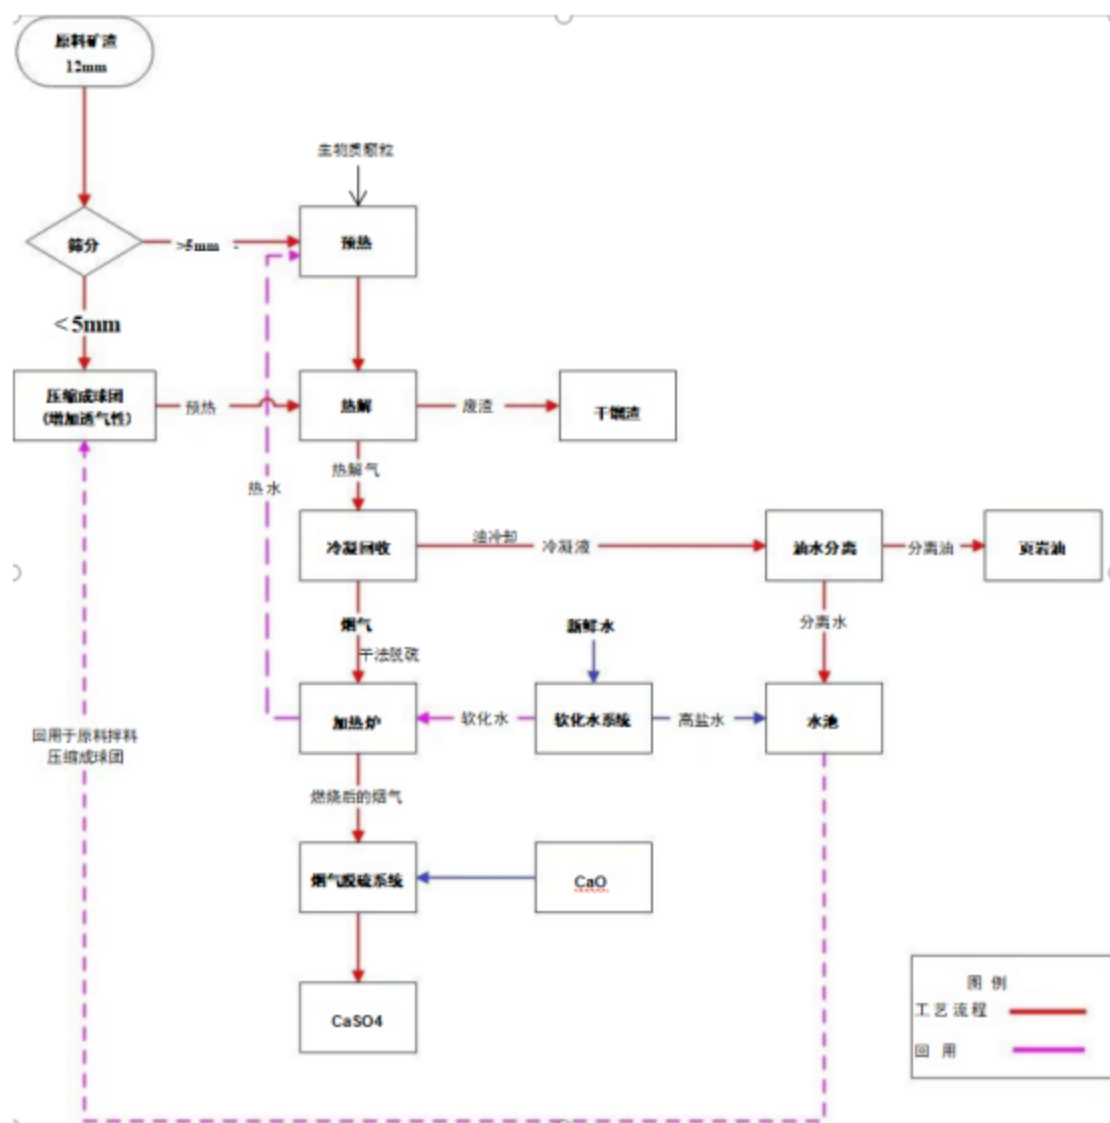 原料矿渣
12mm
生物质颗粒
筛分
>5mm
预热
<5mm
压缩成球团
(增加透气性)
预热
热解
废渣
干馏渣
热解气
热水
冷凝回收
油冷却
冷凝液
油水分离
分离油
页岩油
烟气
干法脱硫
新鲜水
分离水
加热炉
软化水
软化水系统
高盐水
水池
回用于原料拌料
压缩成球团
燃烧后的烟气
烟气脱硫系统
CaO
CaSO4
图 例
工艺流程
回 用